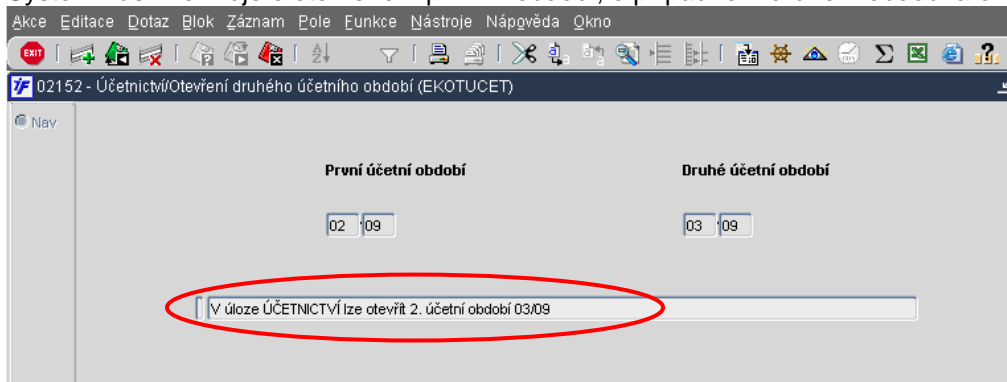 Akce Editace Dotaz Blok Záznam Pole Funkce Nástroje Nápověda Okno
EXIT
02152 - Účetnictví/Otevření druhého účetního období (EKOTUCET)
Nav
První účetní období Druhé účetní období
02 09 03 09
V úloze ÚČETNICTVÍ lze otevřít 2. účetní období 03/09